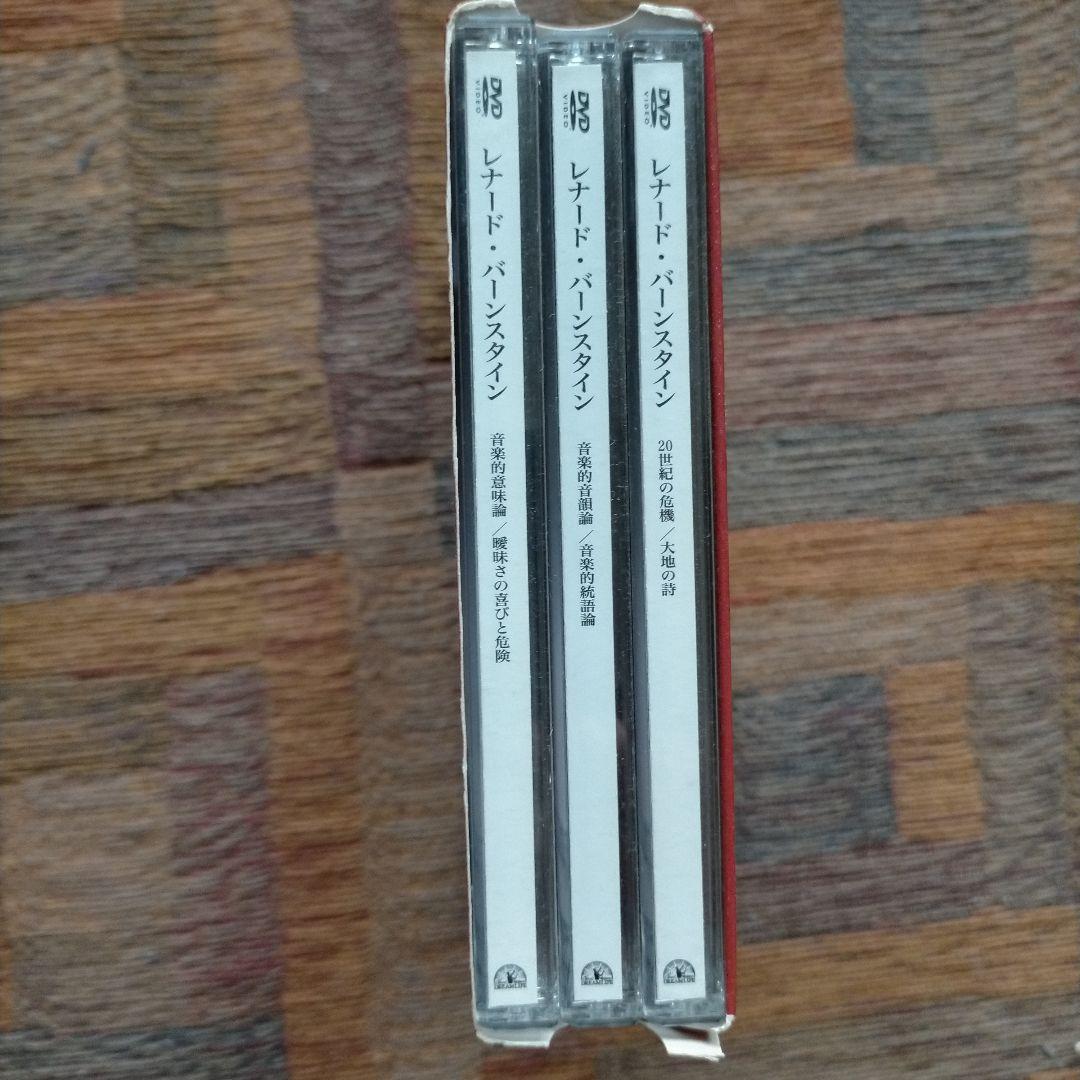 DVD
VIDEO
レナード・バーンスタイン
音楽的意味論／曖昧さの喜びと危険
DREAMLIFE
DVD
VIDEO
レナード・バーンスタイン
音楽的音韻論／音楽的統語論
DREAMLIFE
DVD
VIDEO
レナード・バーンスタイン
20世紀の危機／大地の詩
DREAMLIFE